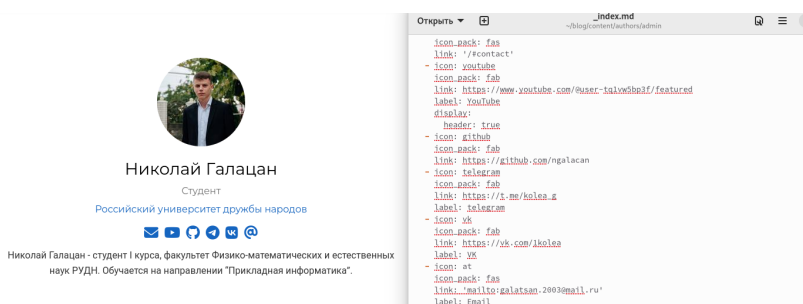 Николай Галацан
Студент
Российский университет дружбы народов
Николай Галацан - студент I курса, факультет Физико-математических и естественных
наук РУДН. Обучается на направлении "Прикладная информатика".
Открыть
_index.md
~/blog/content/authors/admin
icon_pack: fas
link: '/#contact'
- icon: youtube
icon_pack: fab
link: https://www.youtube.com/@user-tq1vw5bp3f/featured
label: YouTube
display:
header: true
- icon: github
icon_pack: fab
link: https://github.com/ngalacan
- icon: telegram
icon_pack: fab
link: https://t.me/kolea_g
label: telegram
- icon: vk
icon_pack: fab
link: https://vk.com/1kolea
label: VK
- icon: at
icon_pack: fas
link: 'mailto:galatsan.2003@mail.ru'
label: Email